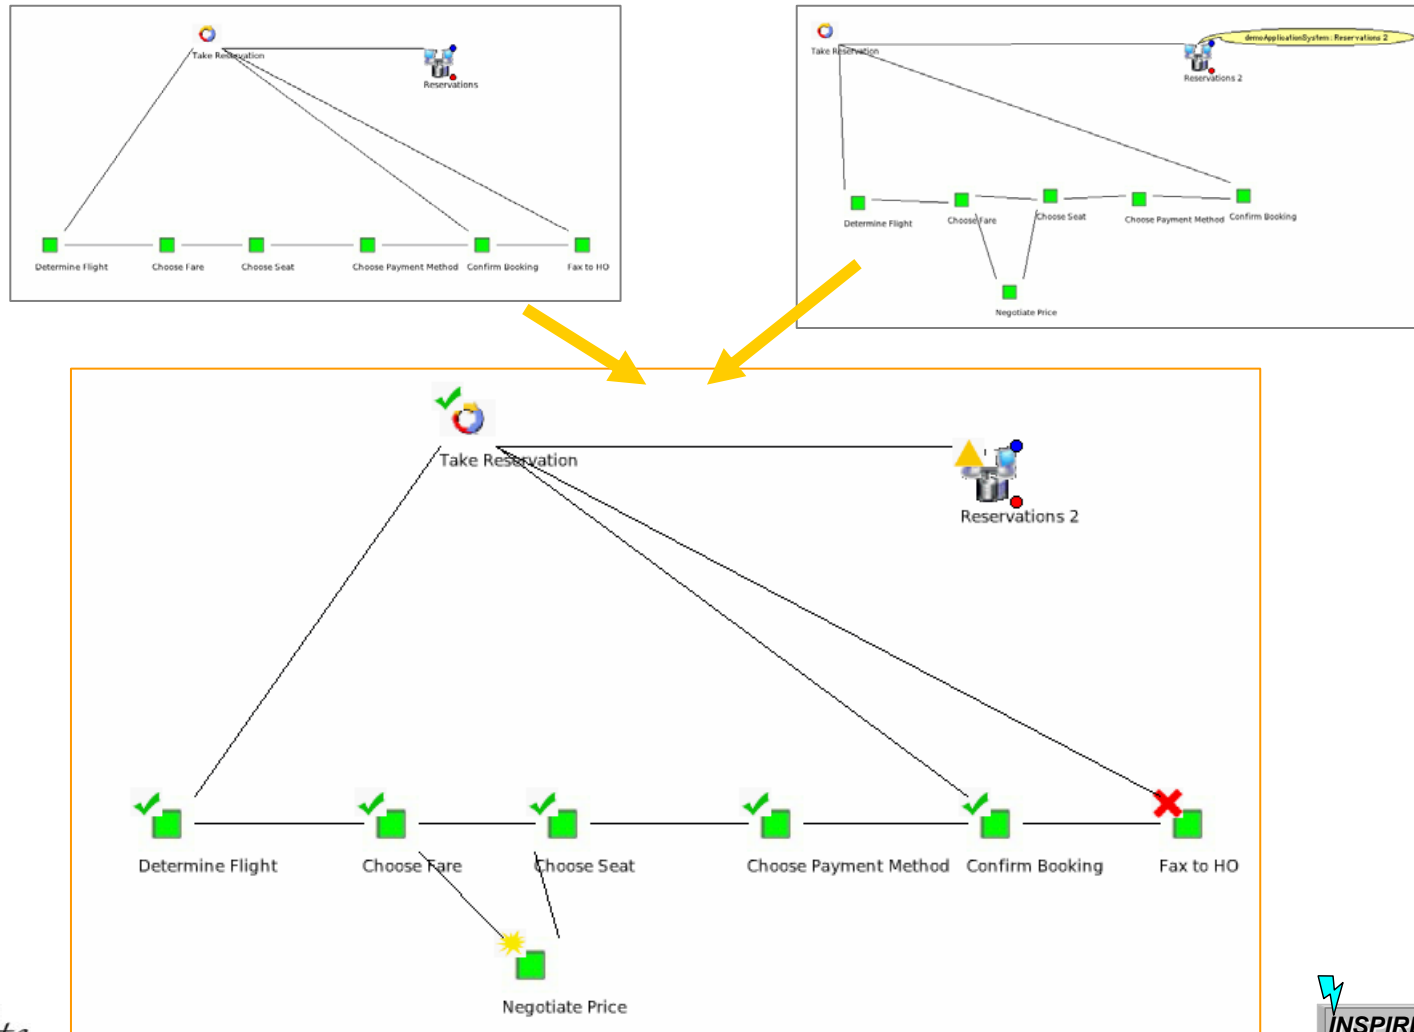 Take Reservation
Reservations
Determine Flight
Choose Fare
Choose Seat
Choose Payment Method
Confirm Booking
Fax to HO
Take Reservation
demoApplicationSystem: Reservations 2
Reservations 2
Determine Flight
Choose Fare
Choose Seat
Choose Payment Method
Confirm Booking
Negotiate Price
Take Reservation
Reservations 2
Determine Flight
Choose Fare
Choose Seat
Choose Payment Method
Confirm Booking
Fax to HO
Negotiate Price